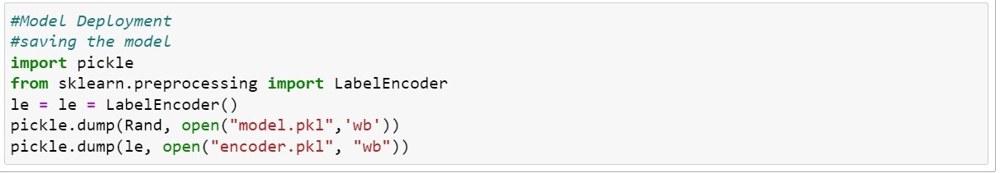 #Model Deployment
#saving the model
import pickle
from sklearn.preprocessing import LabelEncoder
le = le = LabelEncoder()
pickle.dump(Rand, open("model.pkl",'wb'))
pickle.dump(le, open("encoder.pkl", "wb"))